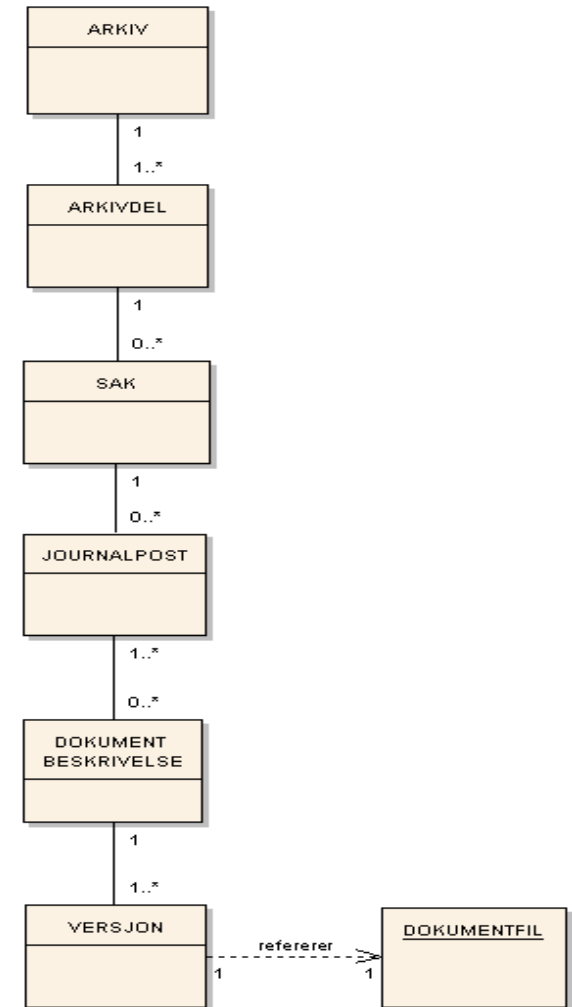 ARKIV
1
1..*
ARKIVDEL
1
0..*
SAK
1
0..*
JOURNALPOST
1..*
0..*
DOKUMENT
BESKRIVELSE
1
1..*
VERSJON
refererer
1
1
DOKUMENTFIL